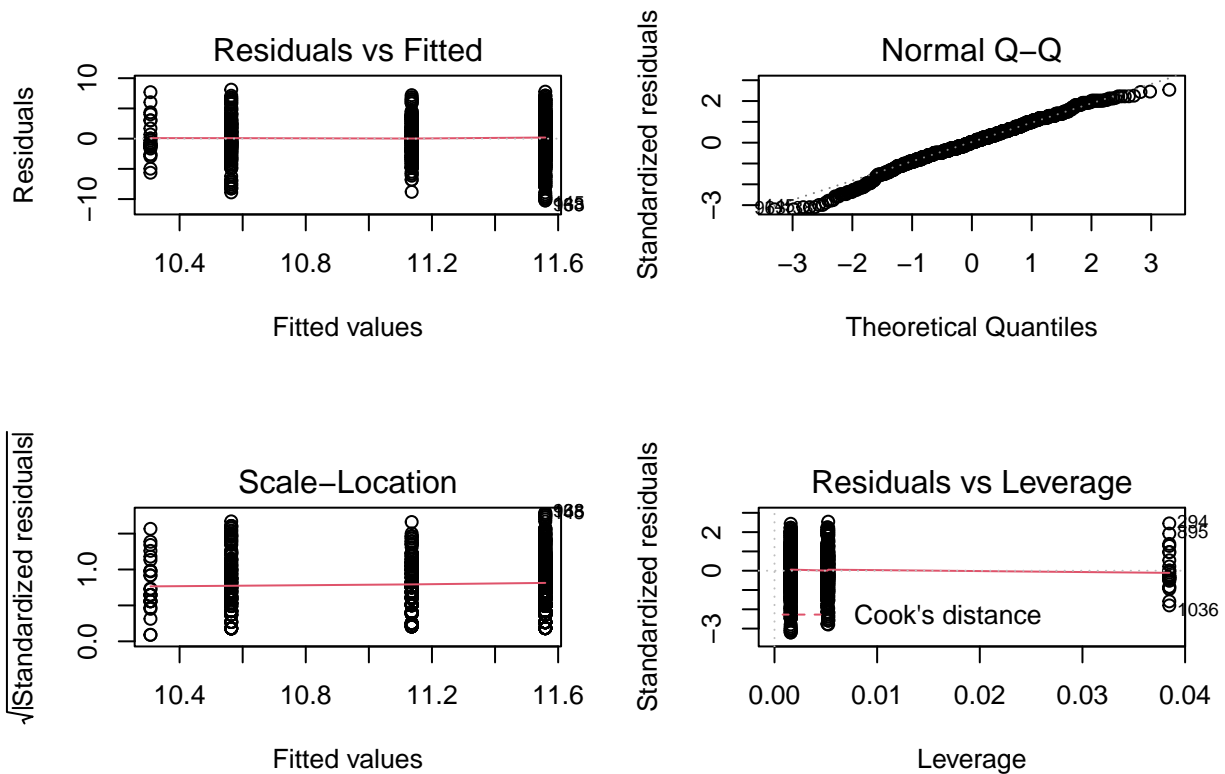 Residuals vs Fitted
Residuals
10
0
−10
10.4 10.8 11.2 11.6
Fitted values
Normal Q−Q
Standardized residuals
2
0
−3
−3 −2 −1 0 1 2 3
Theoretical Quantiles
Scale−Location
√|Standardized residuals|
1.0
0.0
10.4 10.8 11.2 11.6
Fitted values
Residuals vs Leverage
Standardized residuals
2
0
−3
294
895
1036
Cook's distance
0.00 0.01 0.02 0.03 0.04
Leverage